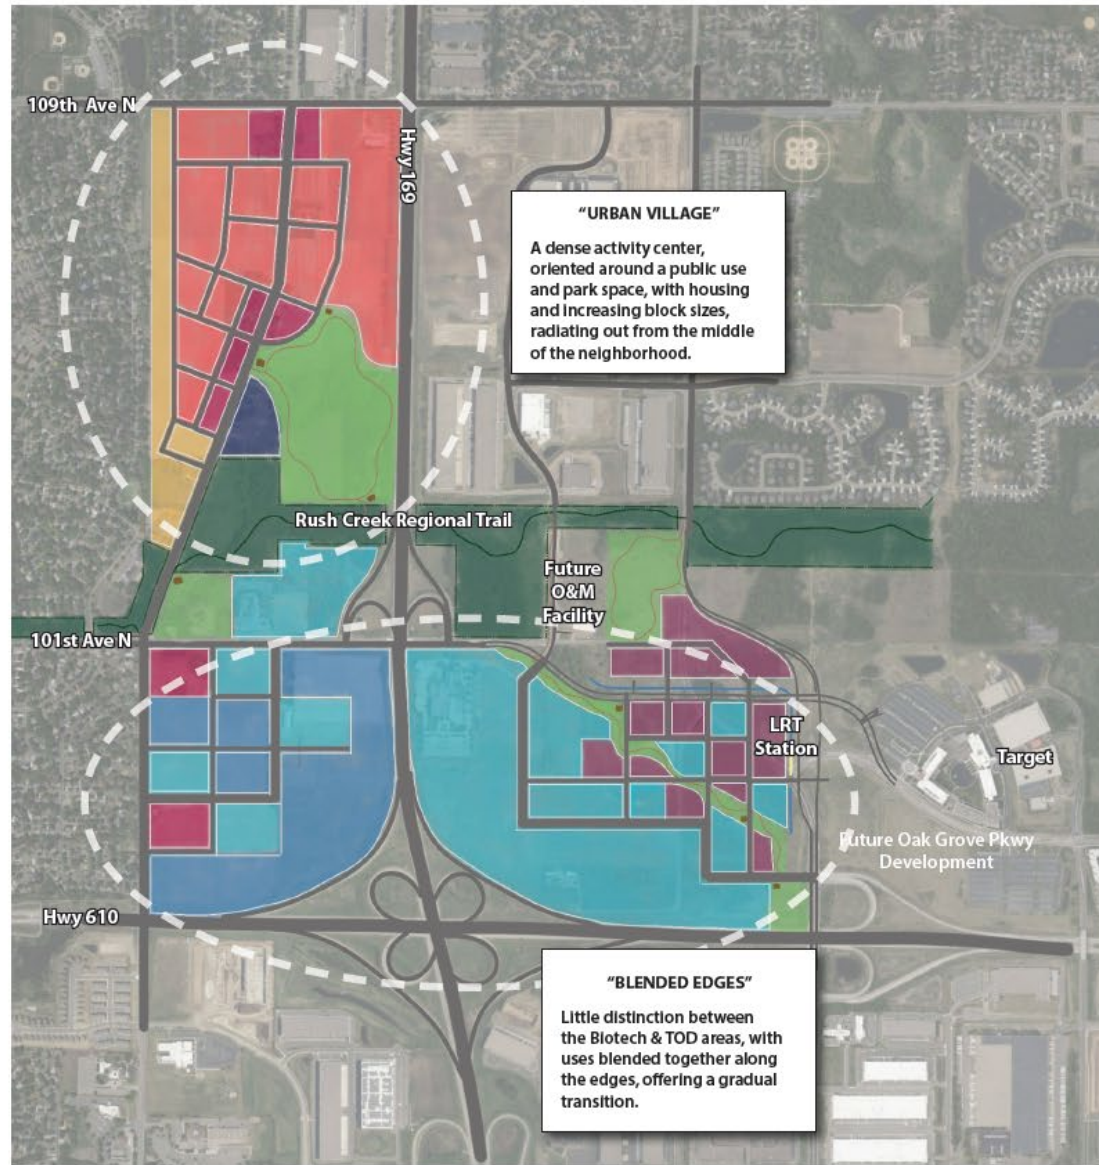 109th Ave N
Hwy 169
“URBAN VILLAGE”
A dense activity center,
oriented around a public use
and park space, with housing
and increasing block sizes,
radiating out from the middle
of the neighborhood.
Rush Creek Regional Trail
Future
O&M
Facility
101st Ave N
LRT
Station
Target
Future Oak Grove Pkwy
Development
Hwy 610
“BLENDED EDGES”
Little distinction between
the Biotech & TOD areas, with
uses blended together along
the edges, offering a gradual
transition.